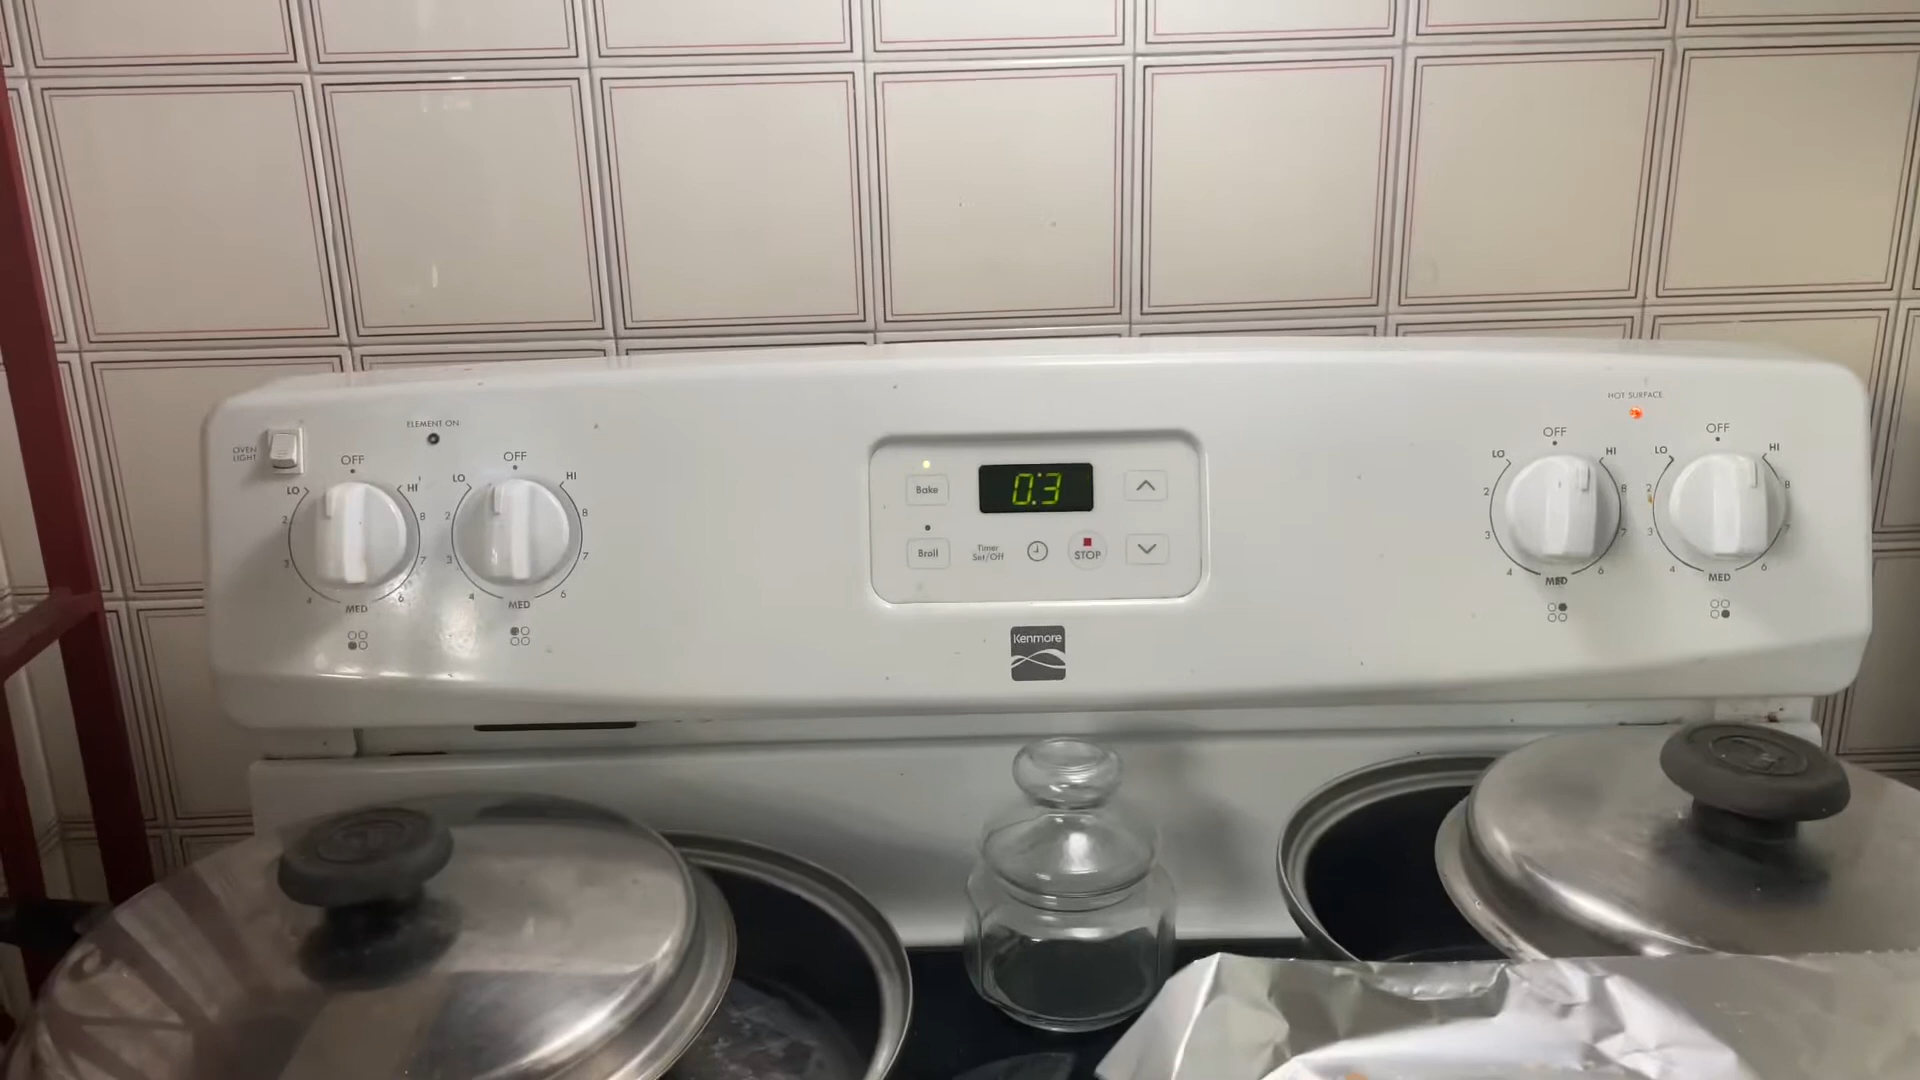 HOT SURFACE
ELEMENT ON
OVEN
LIGHT
OFF
LO
HI
2
8
3
7
4
6
MED
OFF
LO
HI
2
8
3
7
4
6
MED
Bake
0:3
Broil
Timer
Set/Off
STOP
OFF
LO
HI
2
8
3
7
4
6
MED
OFF
LO
HI
2
8
3
7
4
6
MED
Kenmore